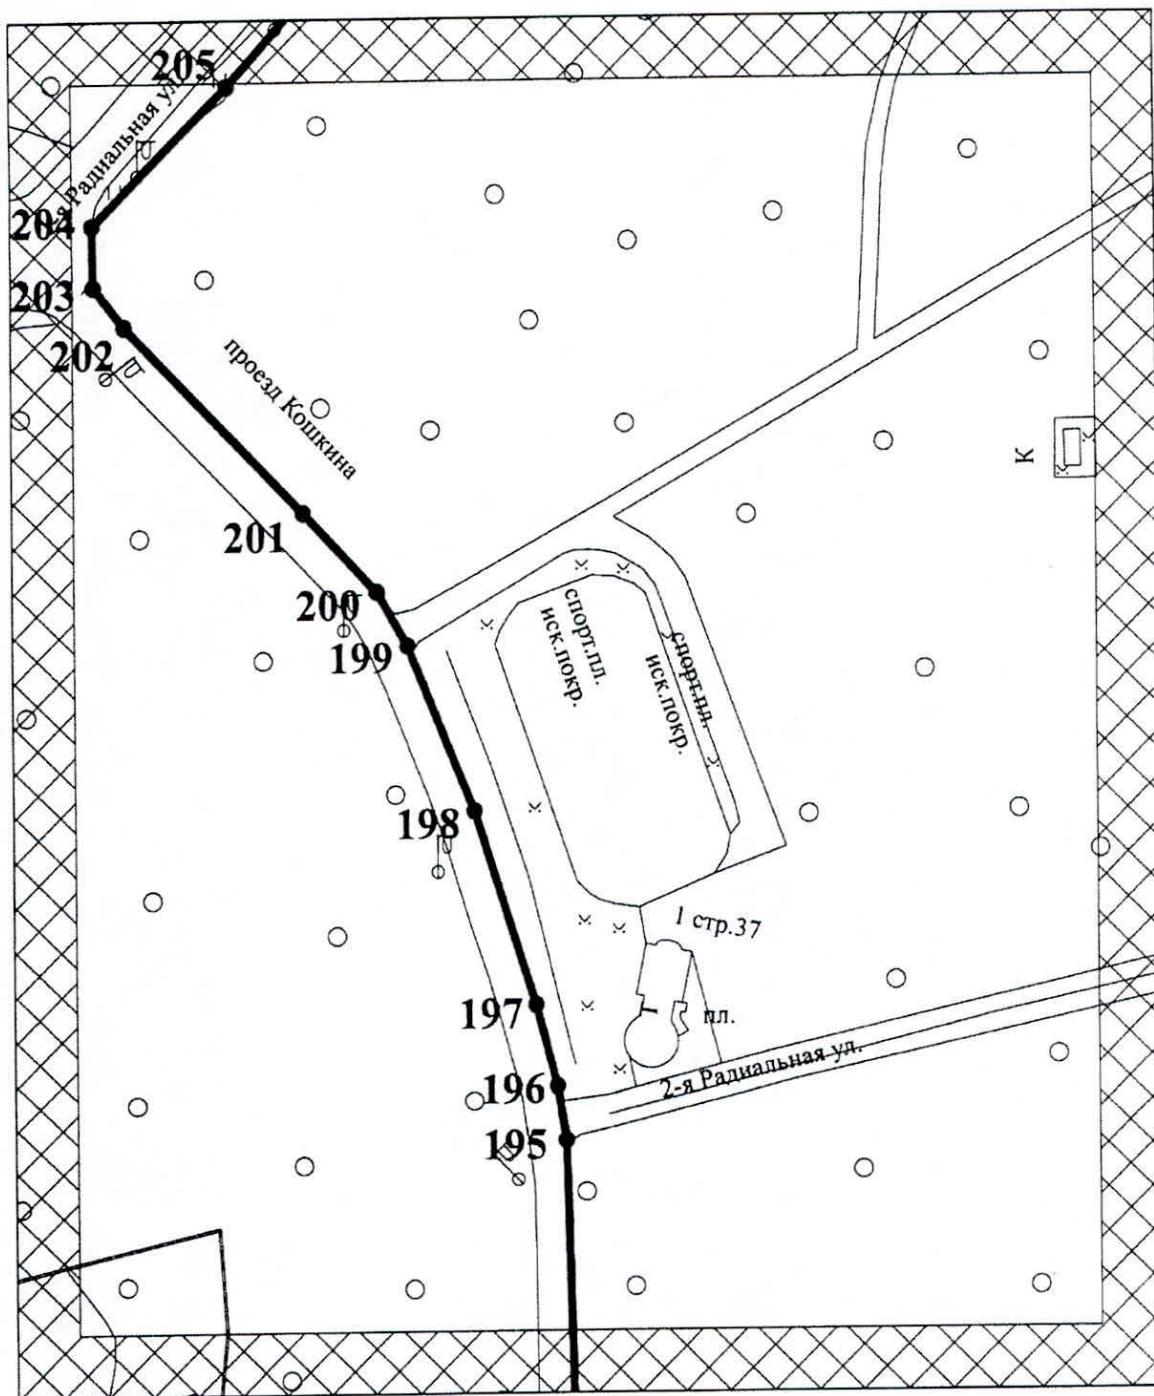 205
Радиальная ул.
204
203
202
проезд Кошкина
201
200
199
К
спорт.пл.
иск.покр.
спорт.пл.
иск.покр.
198
1 стр.37
197
Т
пл.
196
2-я Радиальная ул.
195